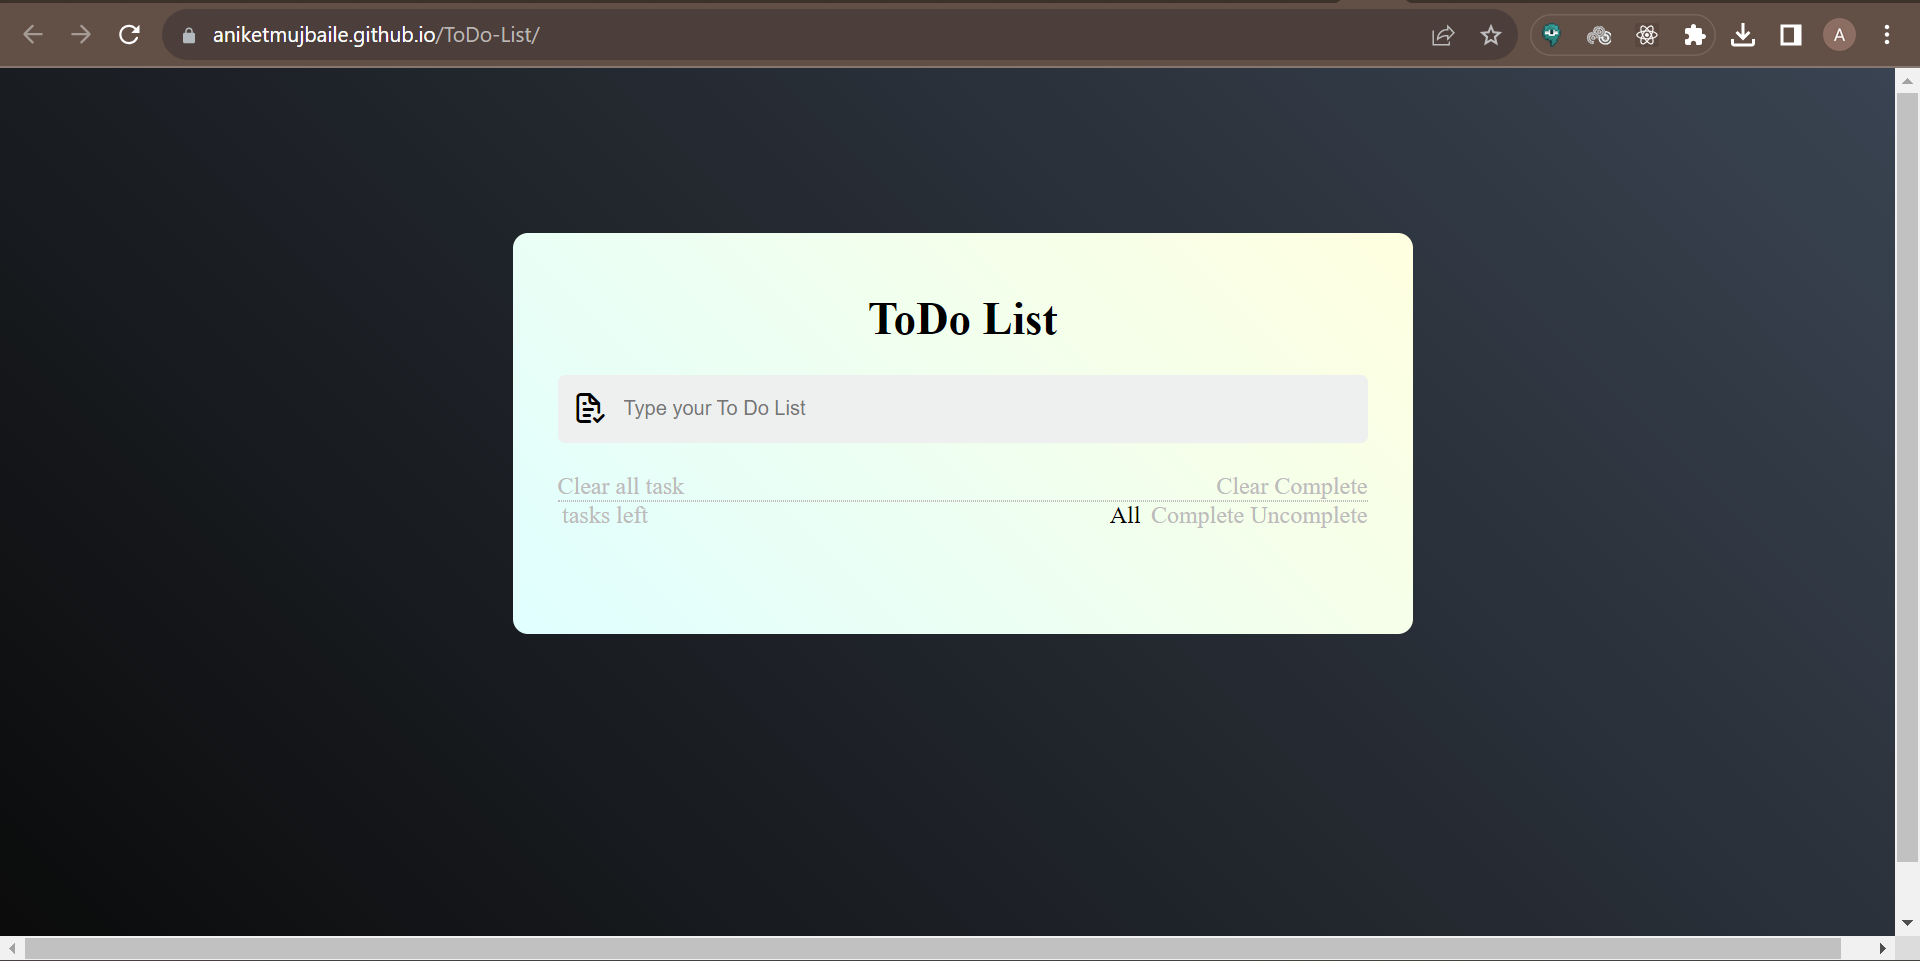 aniketmujbaile.github.io/ToDo-List/
A
ToDo List
Type your To Do List
Clear all task Clear Complete
tasks left All Complete Uncomplete